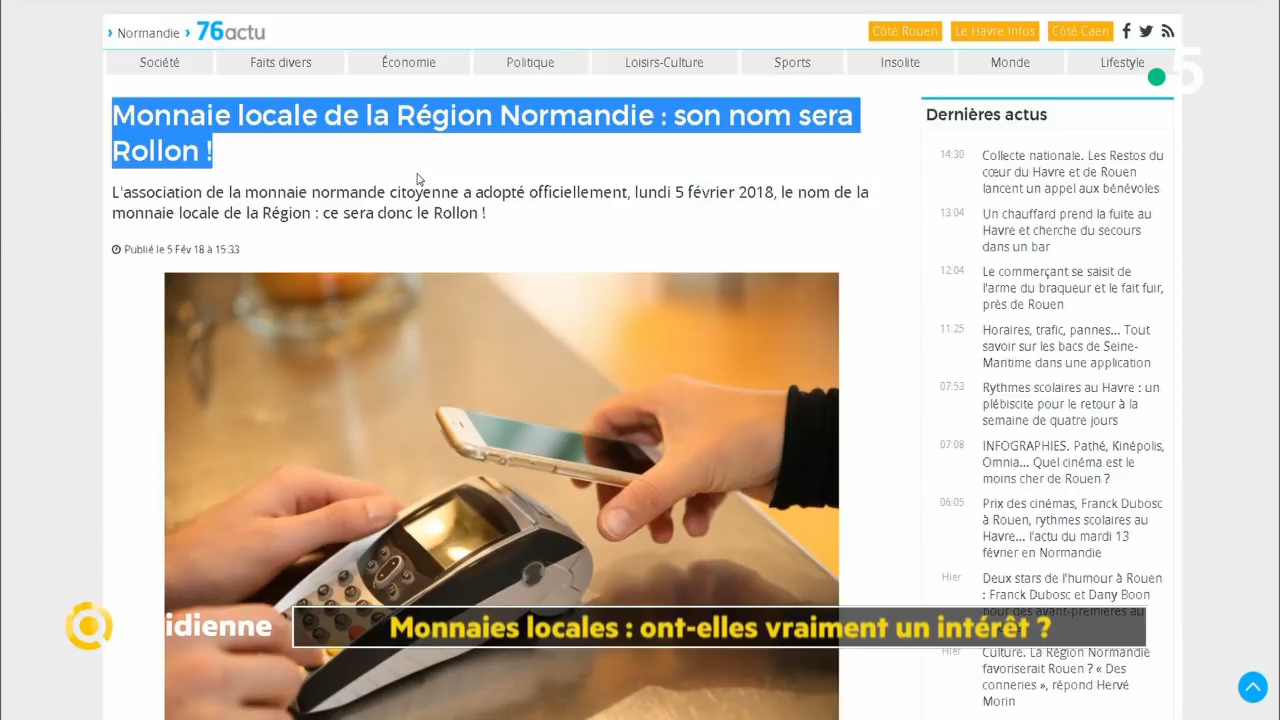 Normandie
76actu
Côté Rouen
Le Havre Infos
Côté Caen
Société
Faits divers
Économie
Politique
Loisirs-Culture
Sports
Insolite
Monde
Lifestyle
5
Monnaie locale de la Région Normandie : son nom sera
Rollon !
L'association de la monnaie normande citoyenne a adopté officiellement, lundi 5 février 2018, le nom de la
monnaie locale de la Région : ce sera donc le Rollon !
Publié le 5 Fév 18 à 15:33
Dernières actus
14:30
Collecte nationale. Les Restos du
cœur du Havre et de Rouen
lancent un appel aux bénévoles
13:04
Un chauffard prend la fuite au
Havre et cherche du secours
dans un bar
12:04
Le commerçant se saisit de
l'arme du braqueur et le fait fuir,
près de Rouen
11:25
Horaires, trafic, pannes... Tout
savoir sur les bacs de Seine-
Maritime dans une application
07:53
Rythmes scolaires au Havre : un
plébiscite pour le retour à la
semaine de quatre jours
07:08
INFOGRAPHIES. Pathé, Kinépolis,
Omnia... Quel cinéma est le
moins cher de Rouen ?
06:05
Prix des cinémas, Franck Dubosc
à Rouen, rythmes scolaires au
Havre... l'actu du mardi 13
février en Normandie
Hier
Deux stars de l'humour à Rouen
: Franck Dubosc et Dany Boon
pour des avant-premières au
Hier
Culture. La Région Normandie
favoriserait Rouen ? « Des
conneries », répond Hervé
Morin
idienne
Monnaies locales : ont-elles vraiment un intérêt ?